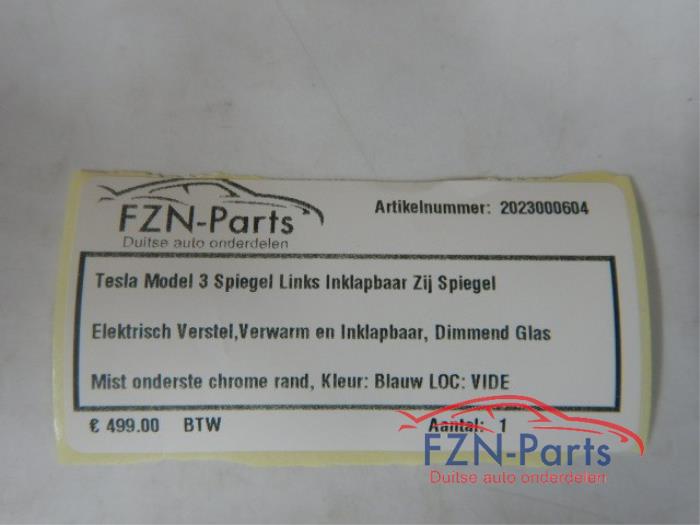 FZN-Parts
Duitse auto onderdelen
Artikelnummer: 2023000604
Tesla Model 3 Spiegel Links Inklapbaar Zij Spiegel
Elektrisch Verstel,Verwarm en Inklapbaar, Dimmend Glas
Mist onderste chrome rand, Kleur: Blauw LOC: VIDE
€ 499.00 BTW
Aantal: 1
FZN-Parts
Duitse auto onderdelen